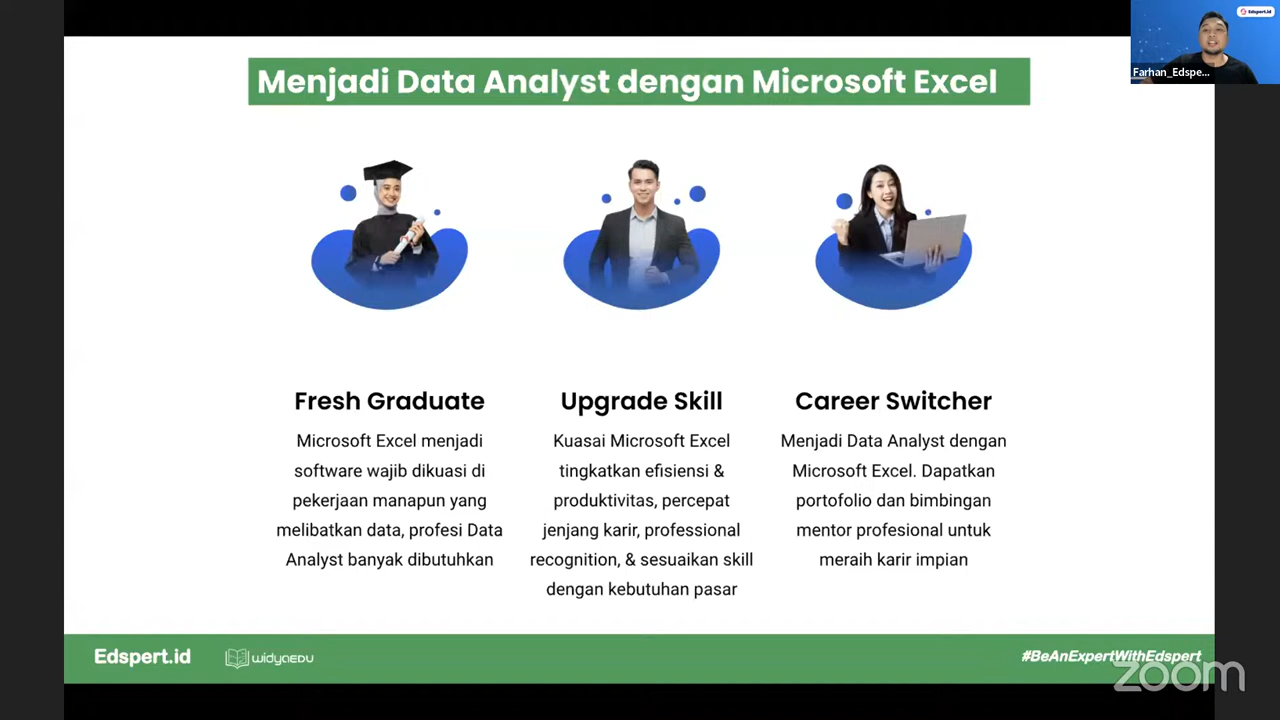 Edspert.id
Farhan_Edspe...
Menjadi Data Analyst dengan Microsoft Excel
Fresh Graduate
Microsoft Excel menjadi
software wajib dikuasi di
pekerjaan manapun yang
melibatkan data, profesi Data
Analyst banyak dibutuhkan
Upgrade Skill
Kuasai Microsoft Excel
tingkatkan efisiensi &
produktivitas, percepat
jenjang karir, professional
recognition, & sesuaikan skill
dengan kebutuhan pasar
Career Switcher
Menjadi Data Analyst dengan
Microsoft Excel. Dapatkan
portofolio dan bimbingan
mentor profesional untuk
meraih karir impian
Edspert.id
WIDYAEDU
#BeAnExpertWithEdspert
zoom